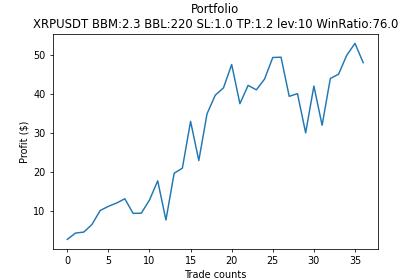 Portfolio
XRPUSDT BBM:2.3 BBL:220 SL:1.0 TP:1.2 lev:10 WinRatio:76.0
50
40
30
20
10
Profit ($)
0 5 10 15 20 25 30 35
Trade counts